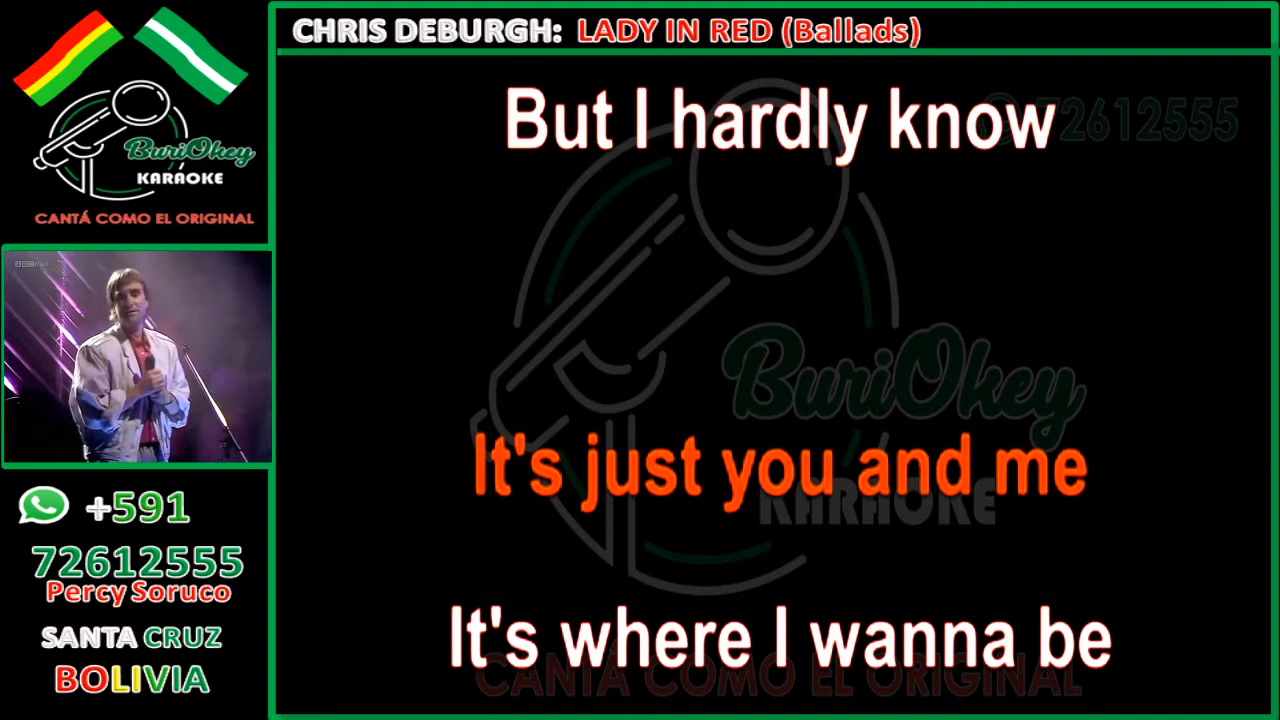 CHRIS DEBURGH: LADY IN RED (Ballads)
BuriOkey
KARAOKE
CANTÁ COMO EL ORIGINAL
BBC
+591
72612555
Percy Soruco
SANTA CRUZ
BOLIVIA
But I hardly know
72612555
It's just you and me
BuriOkey
KARAOKE
It's where I wanna be
CANTÁ COMO EL ORIGINAL